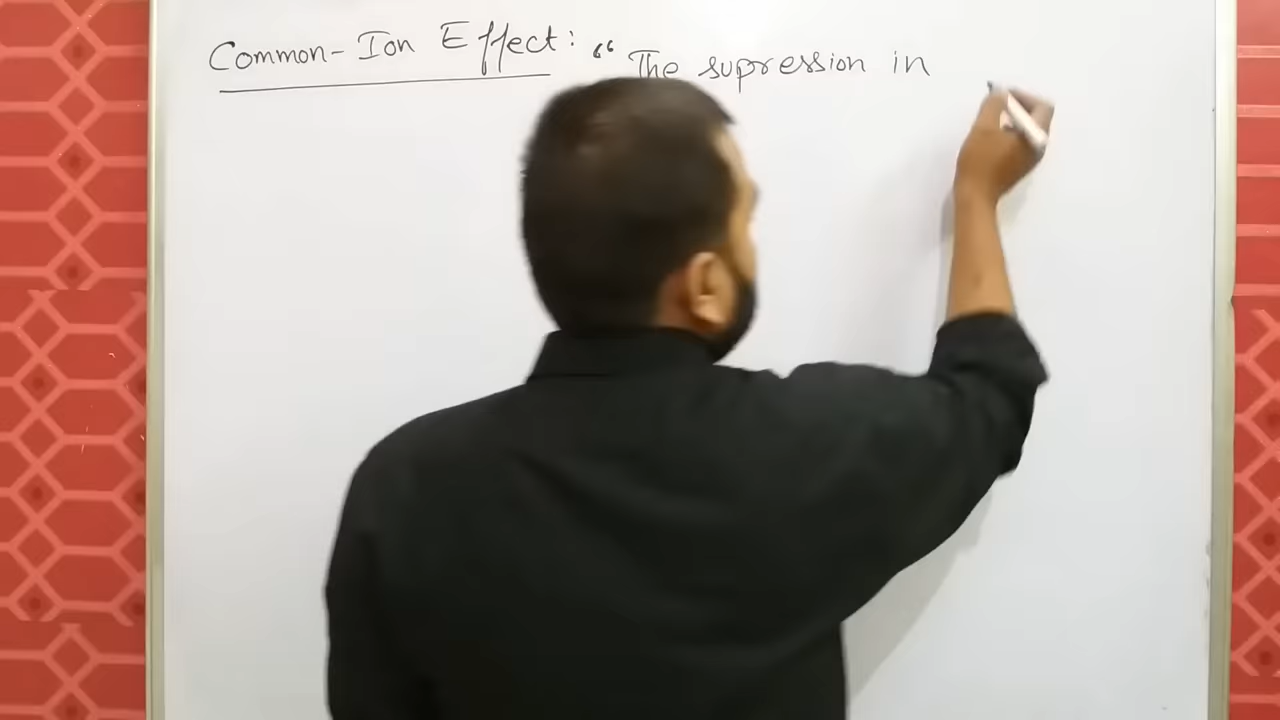 Common-Ion Effect: “ The supression in